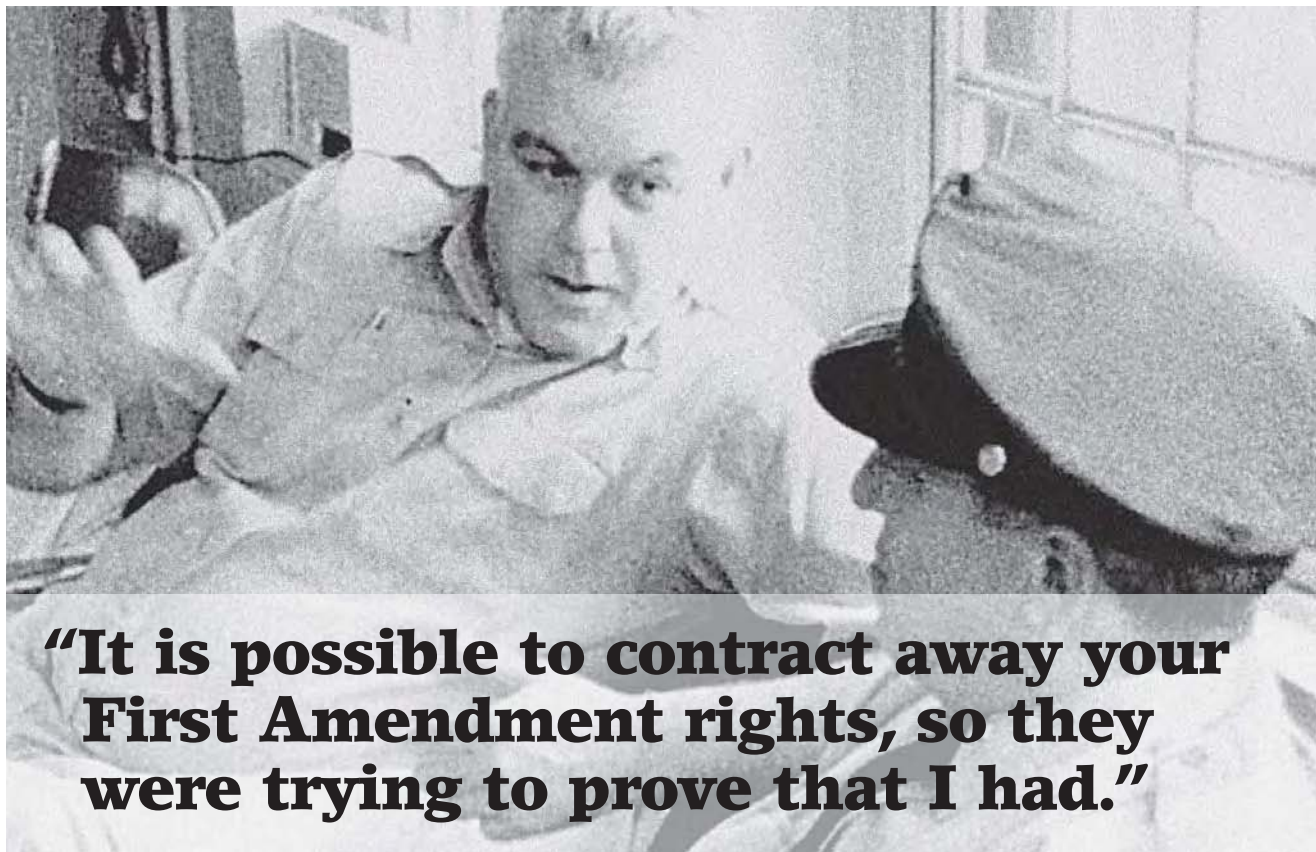 “It is possible to contract away your
First Amendment rights, so they
were trying to prove that I had.”